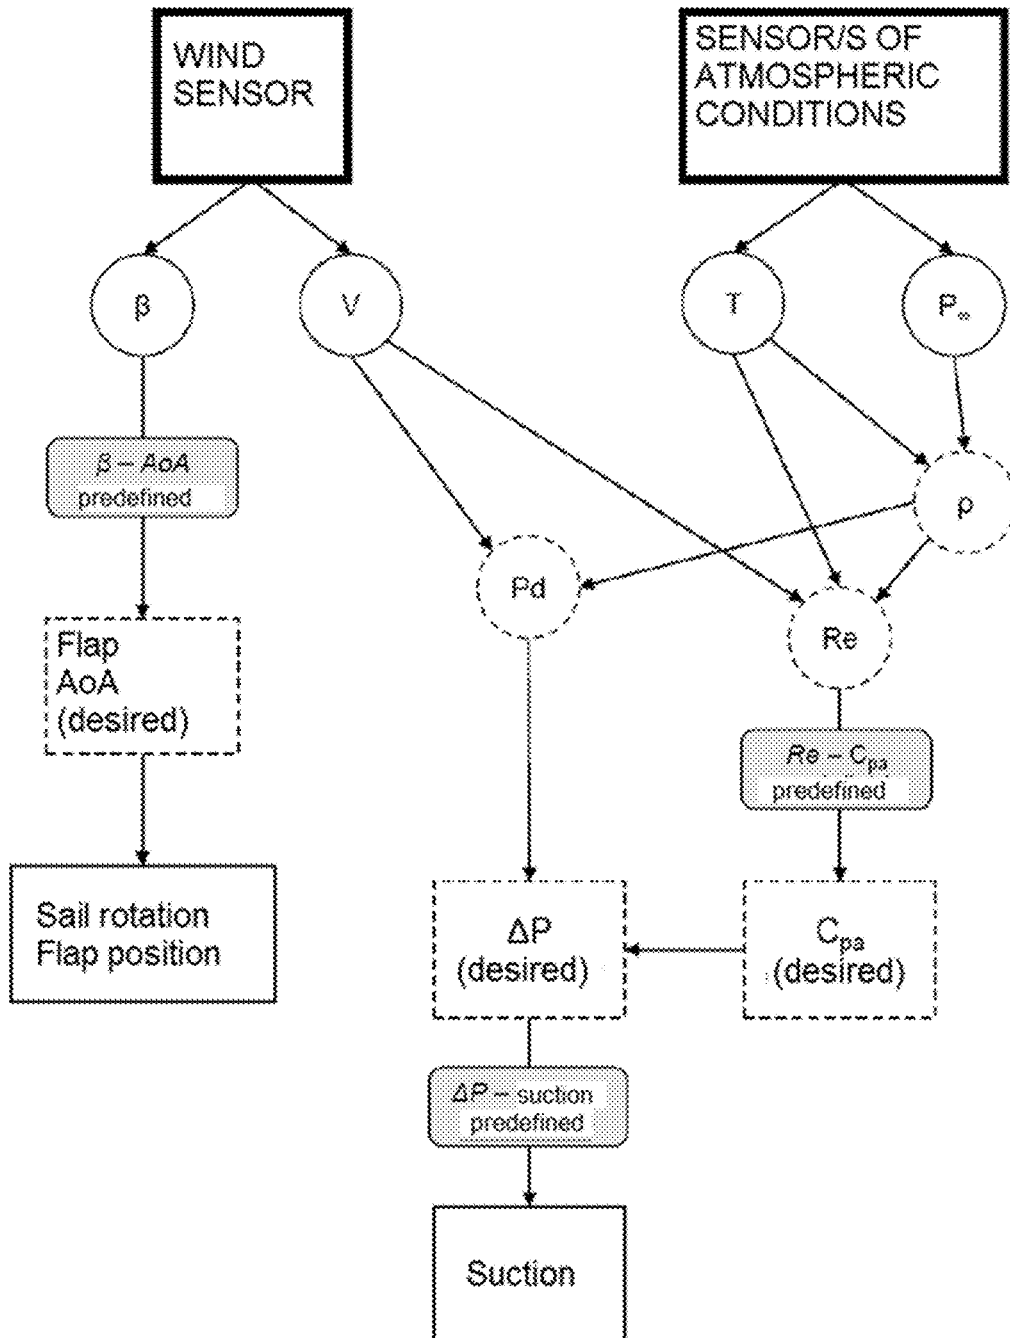 WIND
SENSOR
SENSOR/S OF
ATMOSPHERIC
CONDITIONS
β
V
T
P∞
β – AoA
predefined
ρ
Pd
Re
Flap
AoA
(desired)
Re – Cpa
predefined
Sail rotation
Flap position
ΔP
(desired)
Cpa
(desired)
ΔP – suction
predefined
Suction